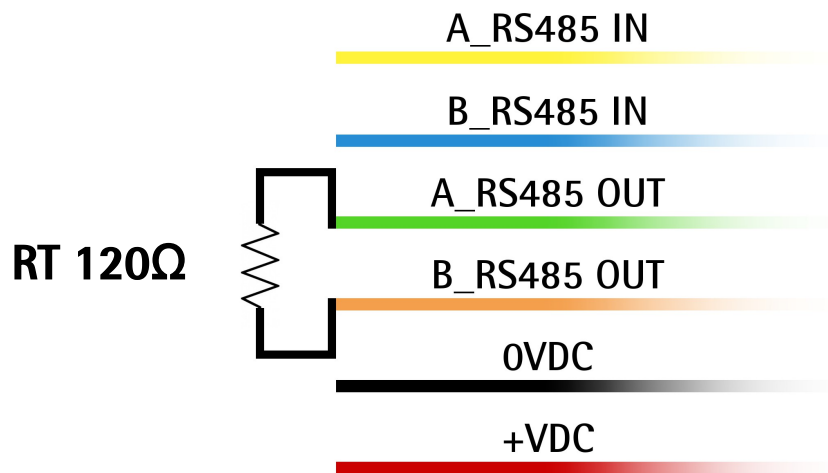 A_RS485 IN
B_RS485 IN
A_RS485 OUT
RT 120Ω
B_RS485 OUT
0VDC
+VDC